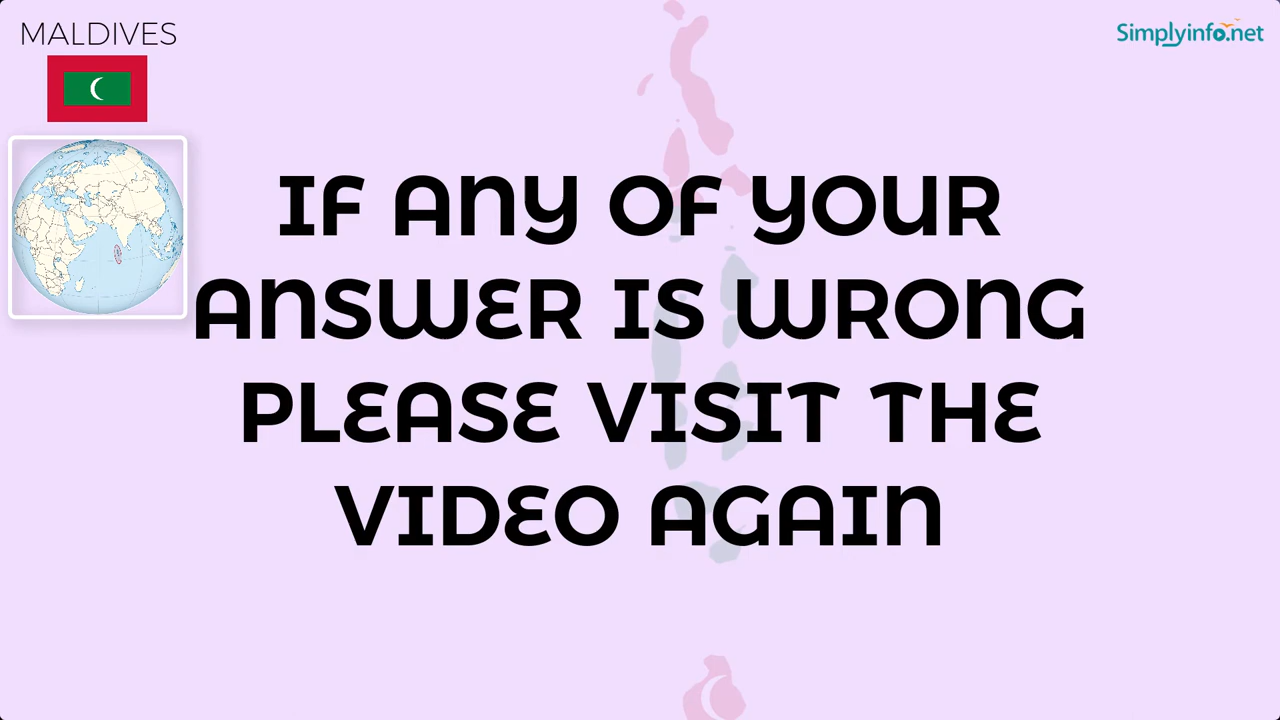 MALDIVES
Simplyinfo.net
IF ANY OF YOUR
ANSWER IS WRONG
PLEASE VISIT THE
VIDEO AGAIN